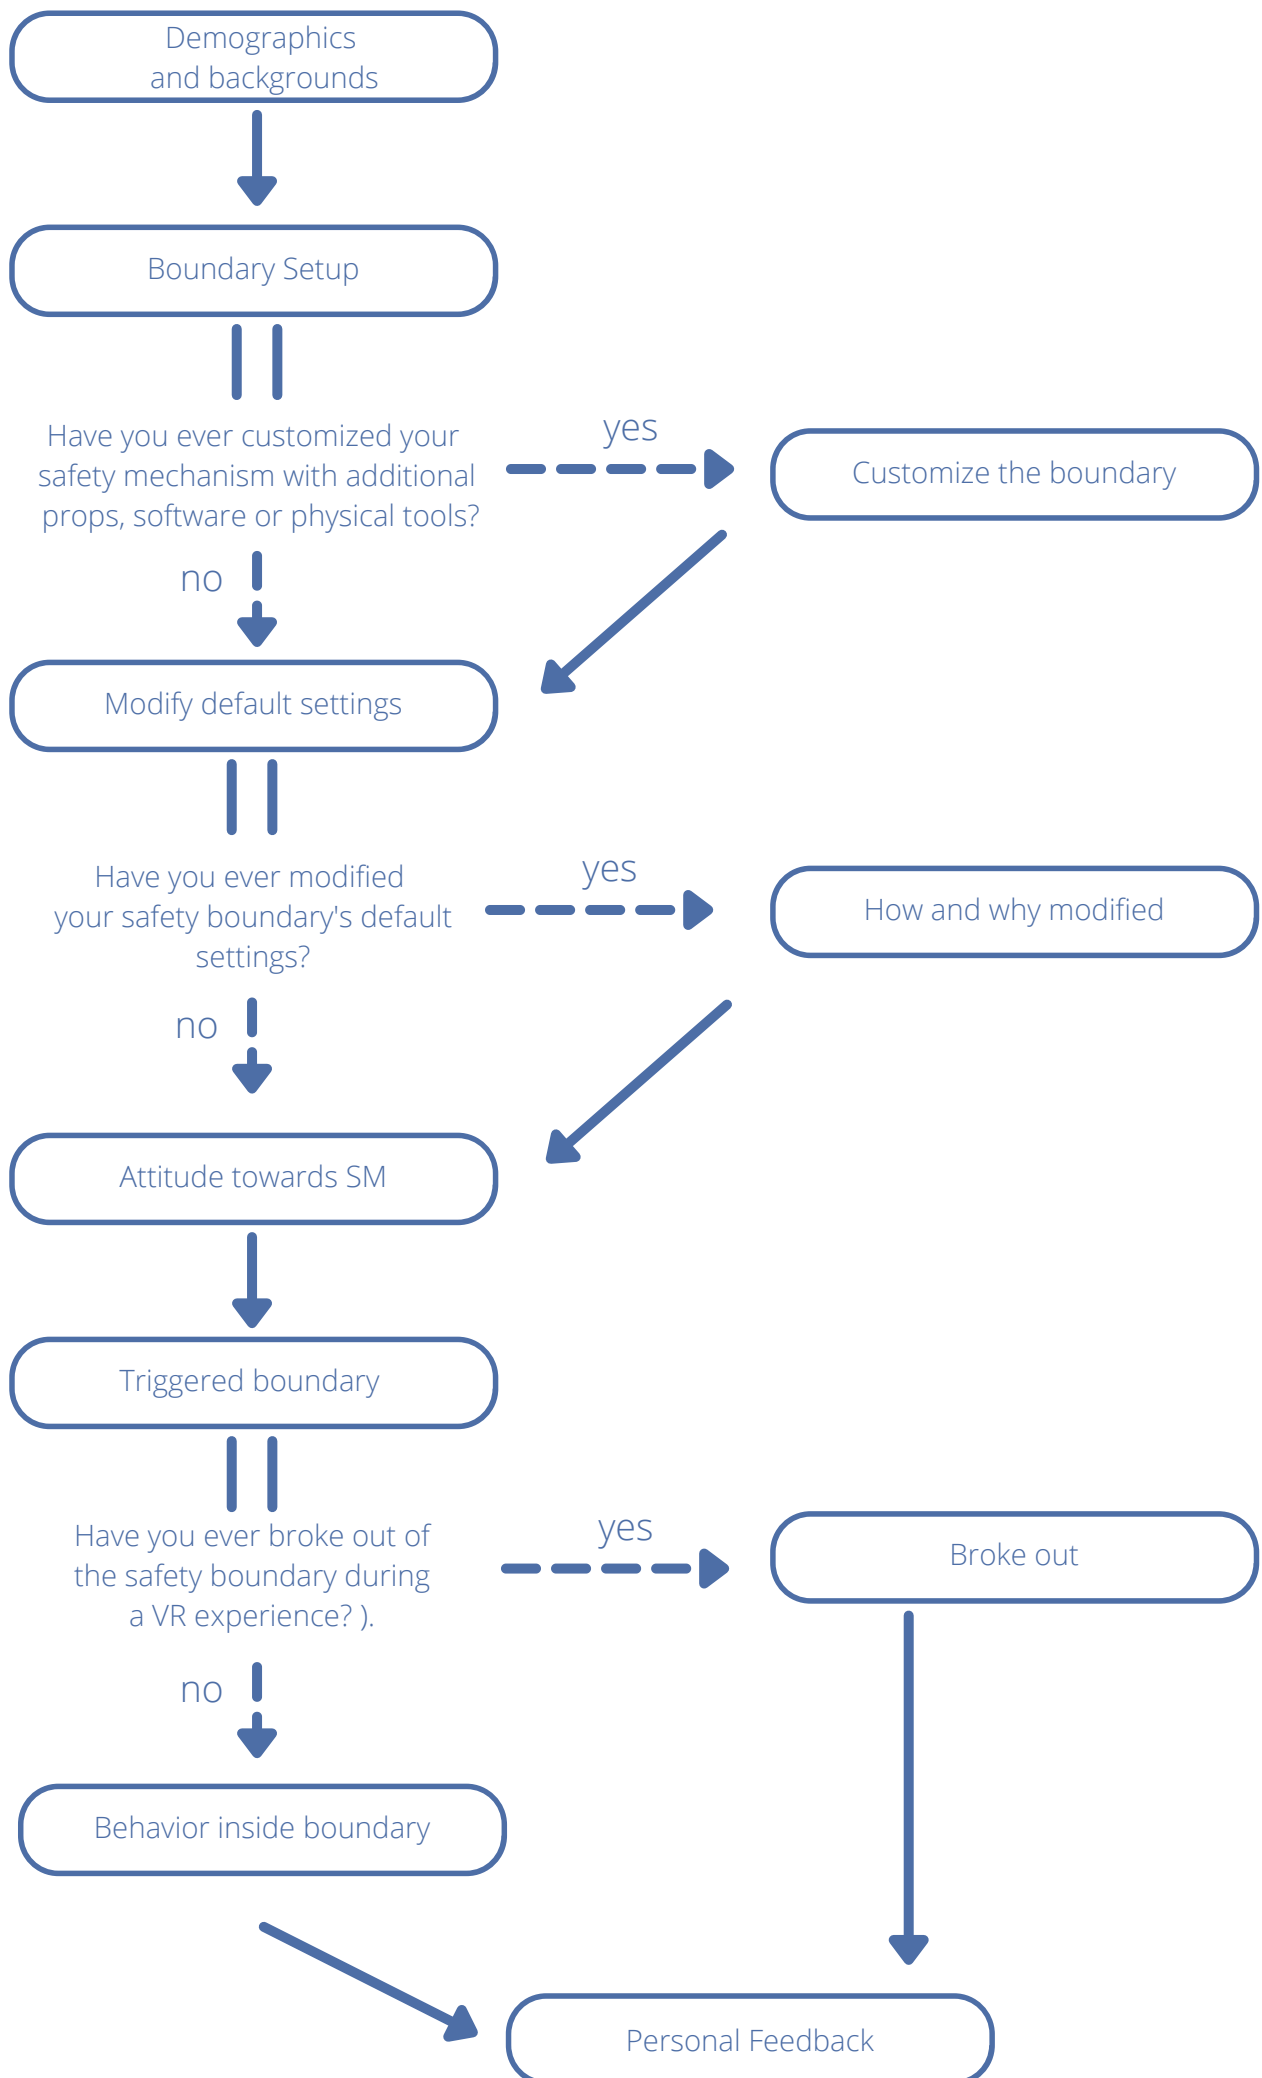 Demographics
and backgrounds
Boundary Setup
Have you ever customized your
safety mechanism with additional
props, software or physical tools?
yes
Customize the boundary
no
Modify default settings
Have you ever modified
your safety boundary's default
settings?
yes
How and why modified
no
Attitude towards SM
Triggered boundary
Have you ever broke out of
the safety boundary during
a VR experience? ).
yes
Broke out
no
Behavior inside boundary
Personal Feedback